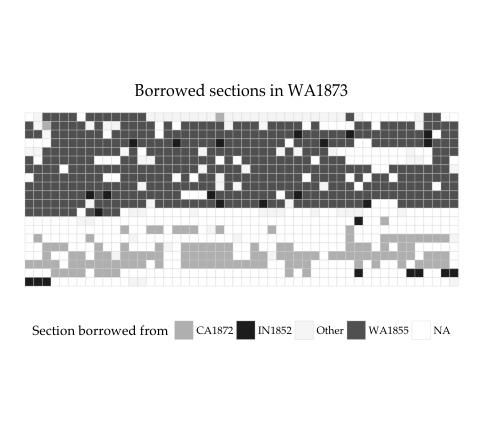 Borrowed sections in WA1873
Section borrowed from CA1872 IN1852 Other WA1855 NA